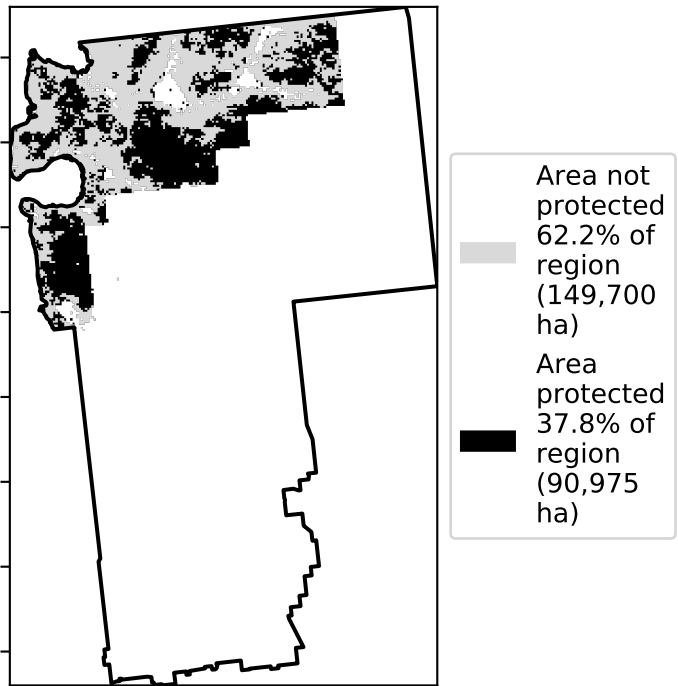 Area not
protected
62.2% of
region
(149,700
ha)
Area
protected
37.8% of
region
(90,975
ha)